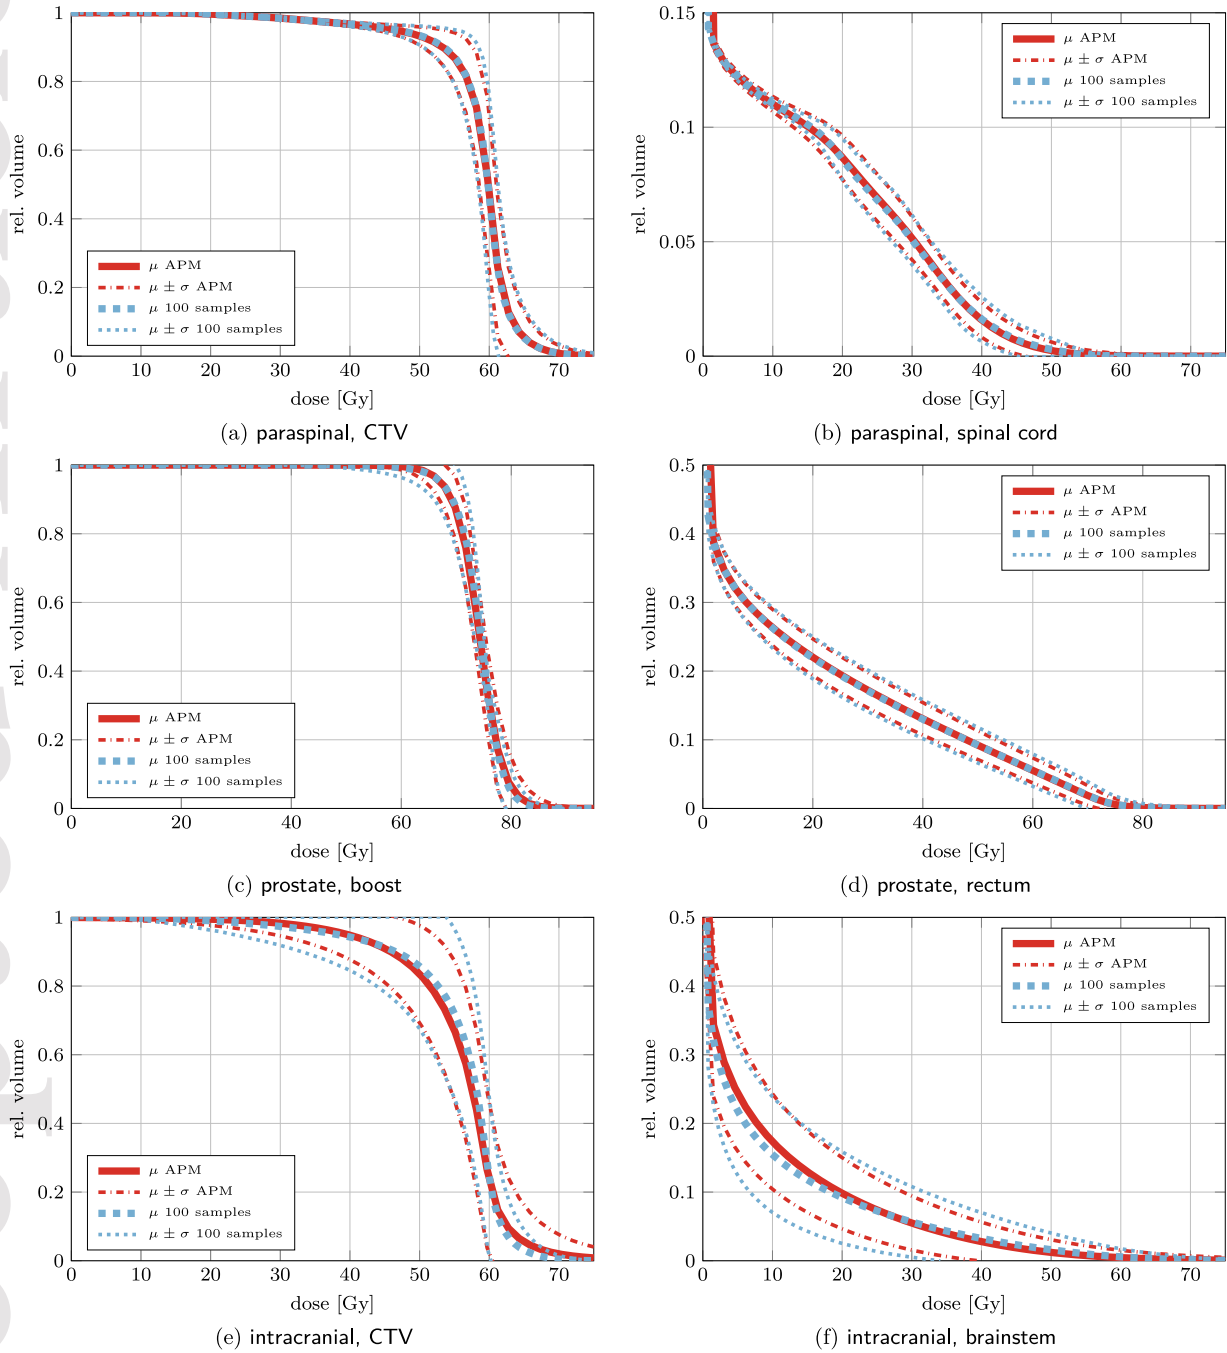 1
0.8
0.6
0.4
0.2
0
rel. volume
0 10 20 30 40 50 60 70
dose [Gy]
μ APM
μ ± σ APM
μ 100 samples
μ ± σ 100 samples
(a) paraspinal, CTV
0.15
0.1
0.05
0
rel. volume
0 10 20 30 40 50 60 70
dose [Gy]
μ APM
μ ± σ APM
μ 100 samples
μ ± σ 100 samples
(b) paraspinal, spinal cord
1
0.8
0.6
0.4
0.2
0
rel. volume
0 20 40 60 80
dose [Gy]
μ APM
μ ± σ APM
μ 100 samples
μ ± σ 100 samples
(c) prostate, boost
0.5
0.4
0.3
0.2
0.1
0
rel. volume
0 20 40 60 80
dose [Gy]
μ APM
μ ± σ APM
μ 100 samples
μ ± σ 100 samples
(d) prostate, rectum
1
0.8
0.6
0.4
0.2
0
rel. volume
0 10 20 30 40 50 60 70
dose [Gy]
μ APM
μ ± σ APM
μ 100 samples
μ ± σ 100 samples
(e) intracranial, CTV
0.5
0.4
0.3
0.2
0.1
0
rel. volume
0 10 20 30 40 50 60 70
dose [Gy]
μ APM
μ ± σ APM
μ 100 samples
μ ± σ 100 samples
(f) intracranial, brainstem